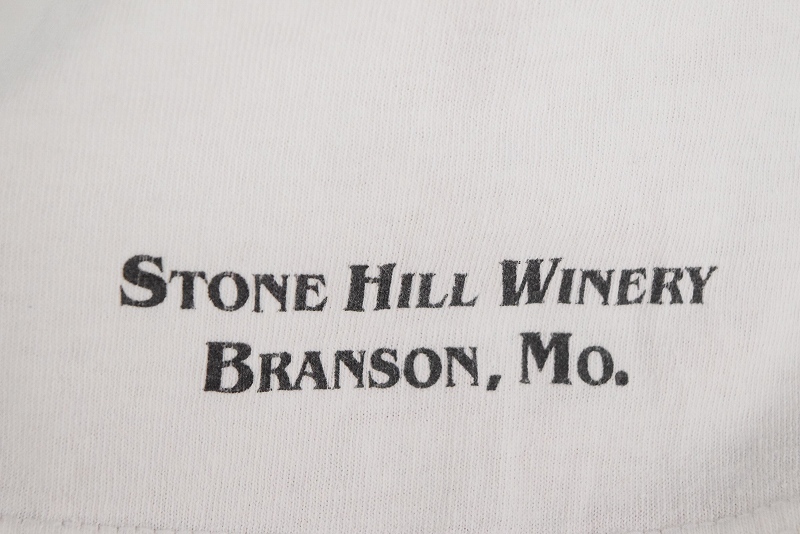 STONE HILL WINERY
BRANSON, MO.